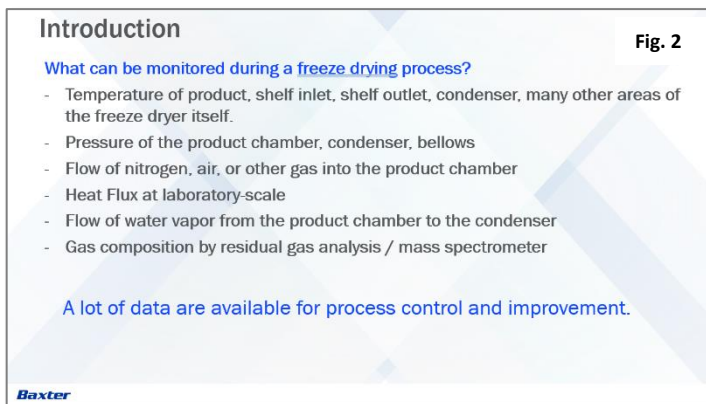 Introduction
Fig. 2
What can be monitored during a freeze drying process?
- Temperature of product, shelf inlet, shelf outlet, condenser, many other areas of
the freeze dryer itself.
- Pressure of the product chamber, condenser, bellows
- Flow of nitrogen, air, or other gas into the product chamber
- Heat Flux at laboratory-scale
- Flow of water vapor from the product chamber to the condenser
- Gas composition by residual gas analysis / mass spectrometer
A lot of data are available for process control and improvement.
Baxter